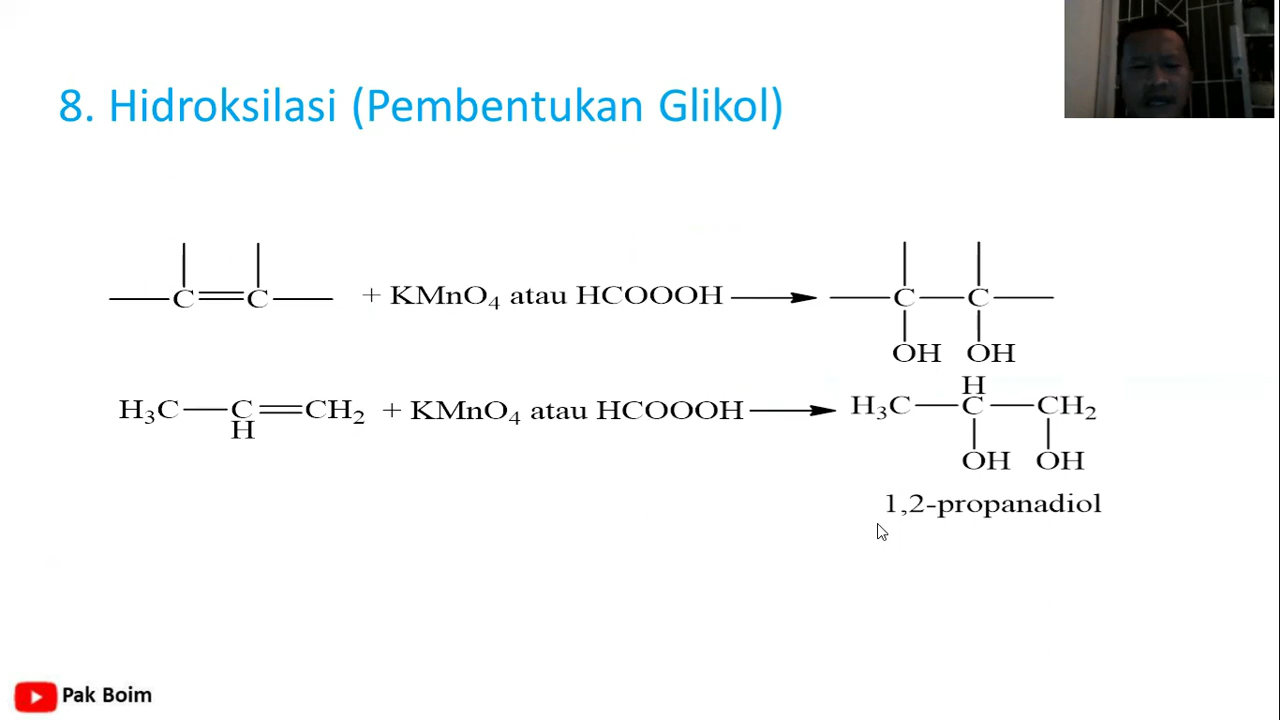 8. Hidroksilasi (Pembentukan Glikol)
C=C + KMnO4 atau HCOOOH C C
OH OH
H
H3C C=CH2 + KMnO4 atau HCOOOH H3C C CH2
H
OH OH
1,2-propanadiol
Pak Boim